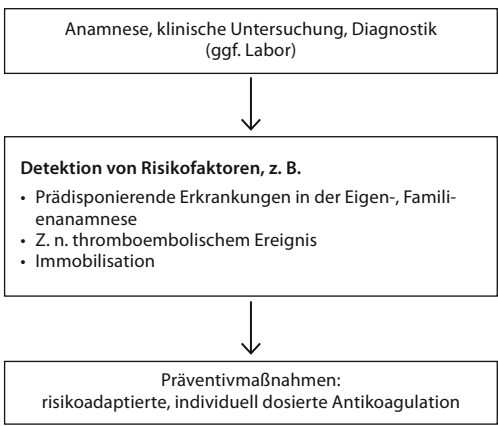 Anamnese, klinische Untersuchung, Diagnostik
(ggf. Labor)
Detektion von Risikofaktoren, z. B.
• Prädisponierende Erkrankungen in der Eigen-, Famili-
enanamnese
• Z. n. thromboembolischem Ereignis
• Immobilisation
Präventivmaßnahmen:
risikoadaptierte, individuell dosierte Antikoagulation